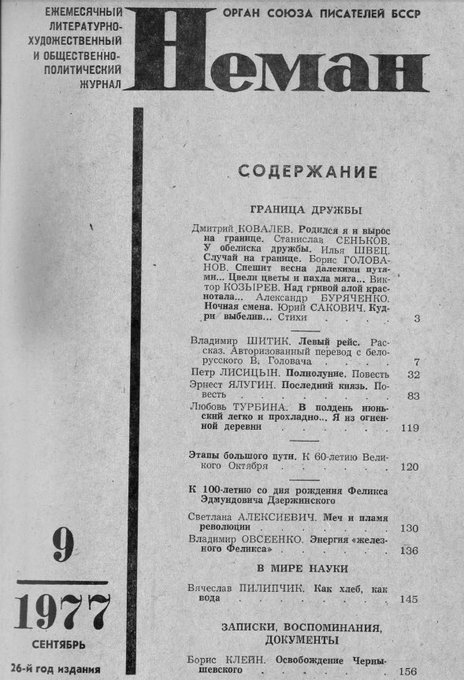 ЕЖЕМЕСЯЧНЫЙ
ЛИТЕРАТУРНО-
ХУДОЖЕСТВЕННЫЙ
И ОБЩЕСТВЕННО-
ПОЛИТИЧЕСКИЙ
ЖУРНАЛ
ОРГАН СОЮЗА ПИСАТЕЛЕЙ БССР
Неман
СОДЕРЖАНИЕ
ГРАНИЦА ДРУЖБЫ
Дмитрий КОВАЛЕВ. Родился я и вырос
на границе. Станислав СЕНЬКОВ.
У обелиска дружбы. Илья ШВЕЦ.
Случай на границе. Борис ГОЛОВА-
НОВ. Спешит весна далекими путя-
ми... Цвели цветы и пахла мята... Вик-
тор КОЗЫРЕВ. Над гривой алой крас-
нотала... Александр БУРЯЧЕНКО.
Ночная смена. Юрий САКОВИЧ. Куд-
ри выбелив... Стихи . . . . 3
Владимир ШИТИК. Левый рейс. Рас-
сказ. Авторизованный перевод с бело-
русского В. Головача . . . . 7
Петр ЛИСИЦЫН. Полнолуние. Повесть 32
Эрнест ЯЛУГИН. Последний князь. По-
весть . . . . . . . 83
Любовь ТУРБИНА. В полдень июнь-
ский легко и прохладно... Я из огнен-
ной деревни . . . . . 119
Этапы большого пути. К 60-летию Вели-
кого Октября . . . . . 120
К 100-летию со дня рождения Феликса
Эдмундовича Дзержинского
Светлана АЛЕКСИЕВИЧ. Меч и пламя
революции . . . . . . 130
Владимир ОВСЕЕНКО. Энергия «желез-
ного Феликса» . . . . . 136
В МИРЕ НАУКИ
Вячеслав ПИЛИПЧИК. Как хлеб, как
вода . . . . . . . 145
ЗАПИСКИ, ВОСПОМИНАНИЯ,
ДОКУМЕНТЫ
Борис КЛЕЙН. Освобождение Черны-
шевского . . . . . . 156
9
1977
СЕНТЯБРЬ
26-й год издания